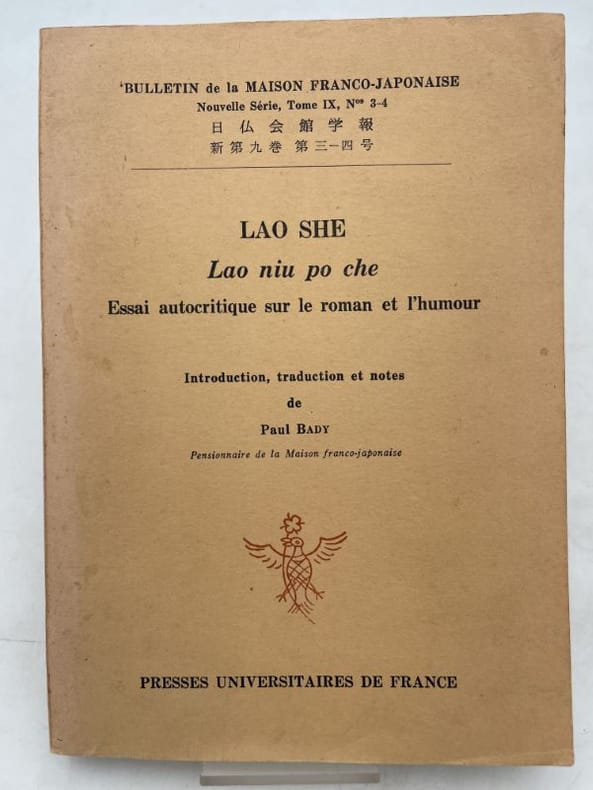 BULLETIN de la MAISON FRANCO-JAPONAISE
Nouvelle Série, Tome IX, Nos 3-4
日仏会館学報
新第九巻 第三一四号
LAO SHE
Lao niu po che
Essai autocritique sur le roman et l'humour
Introduction, traduction et notes
de
Paul BADY
Pensionnaire de la Maison franco-japonaise
PRESSES UNIVERSITAIRES DE FRANCE